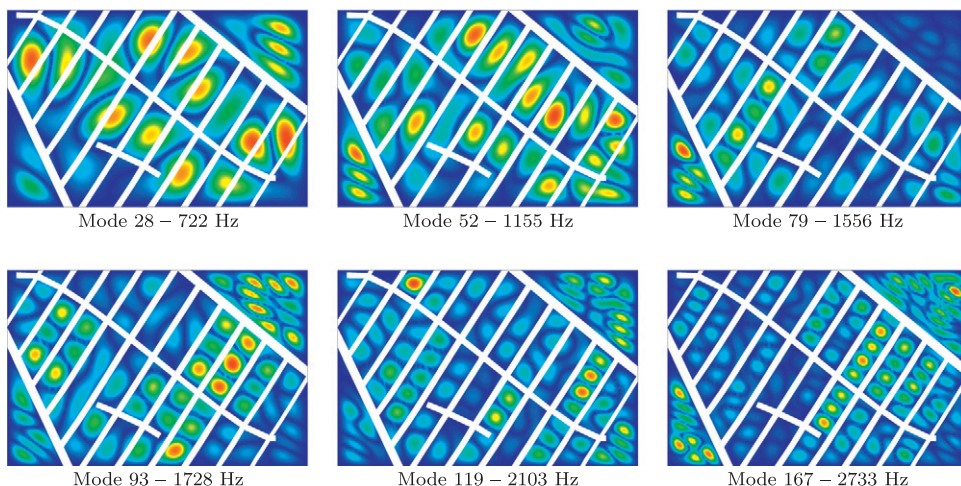 Mode 28 – 722 Hz
Mode 52 – 1155 Hz
Mode 79 – 1556 Hz
Mode 93 – 1728 Hz
Mode 119 – 2103 Hz
Mode 167 – 2733 Hz